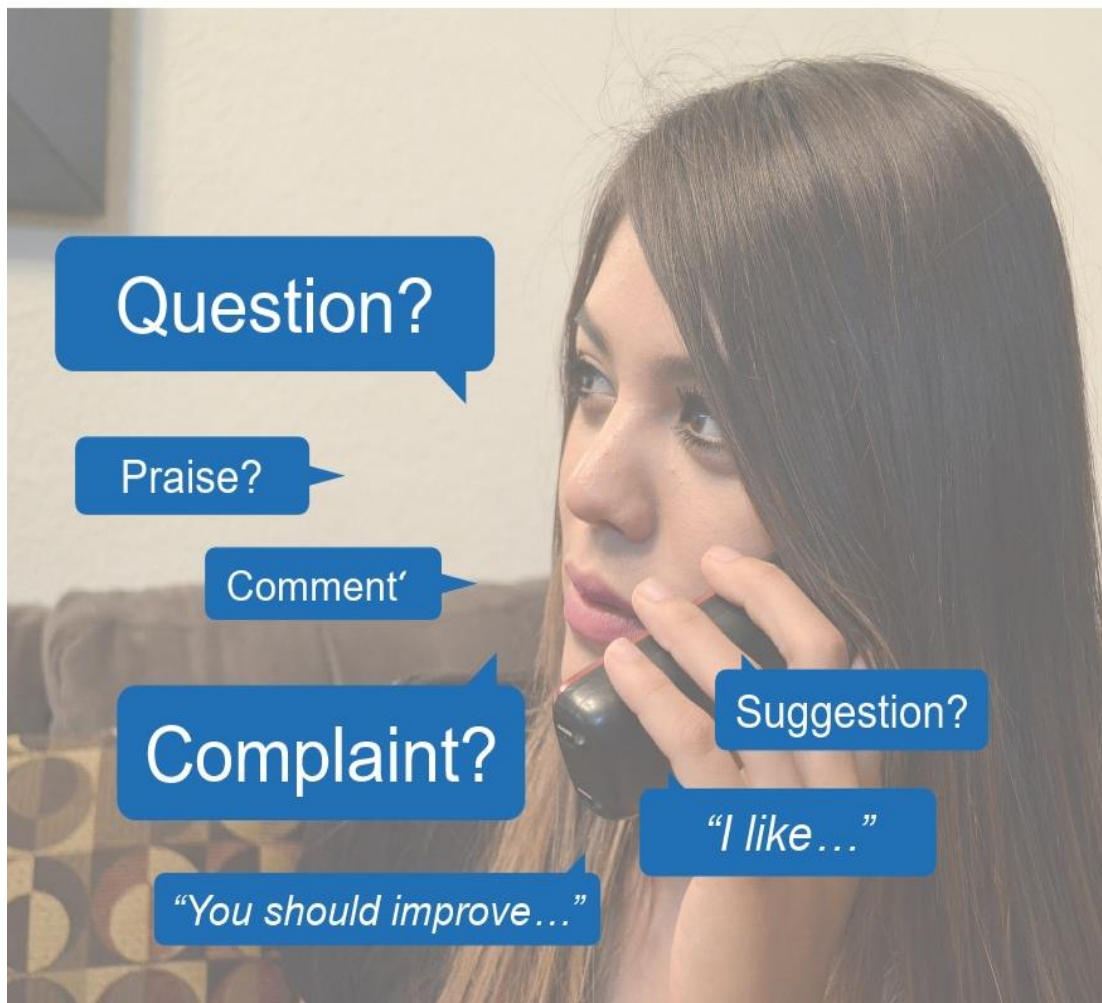 Question?
Praise?
Comment‘
Complaint?
Suggestion?
“I like…”
“You should improve…”